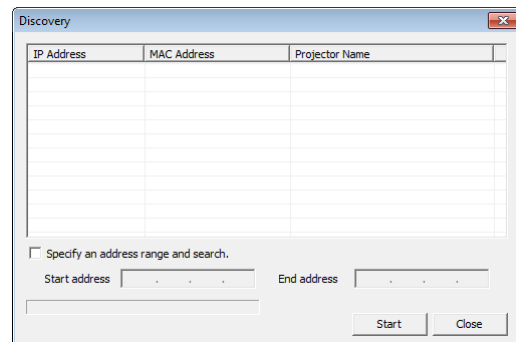 Discovery
IP Address MAC Address Projector Name
Specify an address range and search.
Start address . . . End address . . .
Start Close